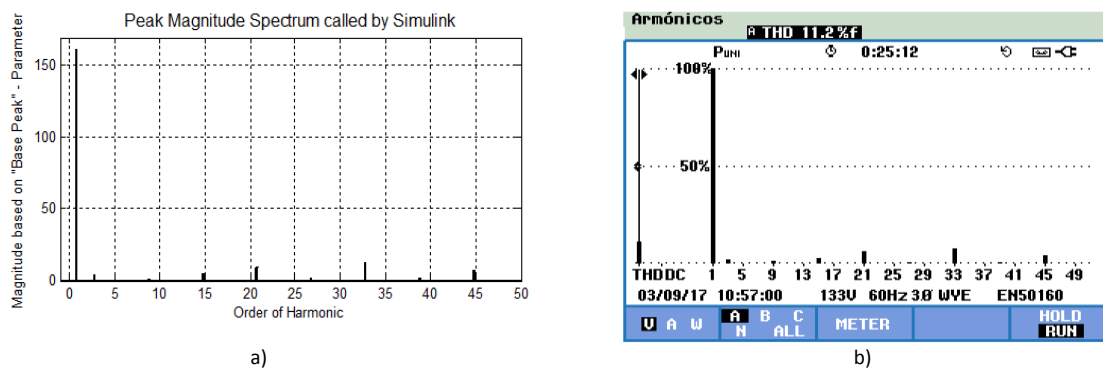 Peak Magnitude Spectrum called by Simulink
Magnitude based on "Base Peak" - Parameter
150
100
50
0
0 5 10 15 20 25 30 35 40 45 50
Order of Harmonic
a)
Armónicos
A THD 11.2%f
PUNI 0:25:12
100%
50%
THD DC 1 5 9 13 17 21 25 29 33 37 41 45 49
03/09/17 10:57:00 133V 60Hz 3Ø WYE EN50160
V A W
A B C
N ALL
METER
HOLD
RUN
b)